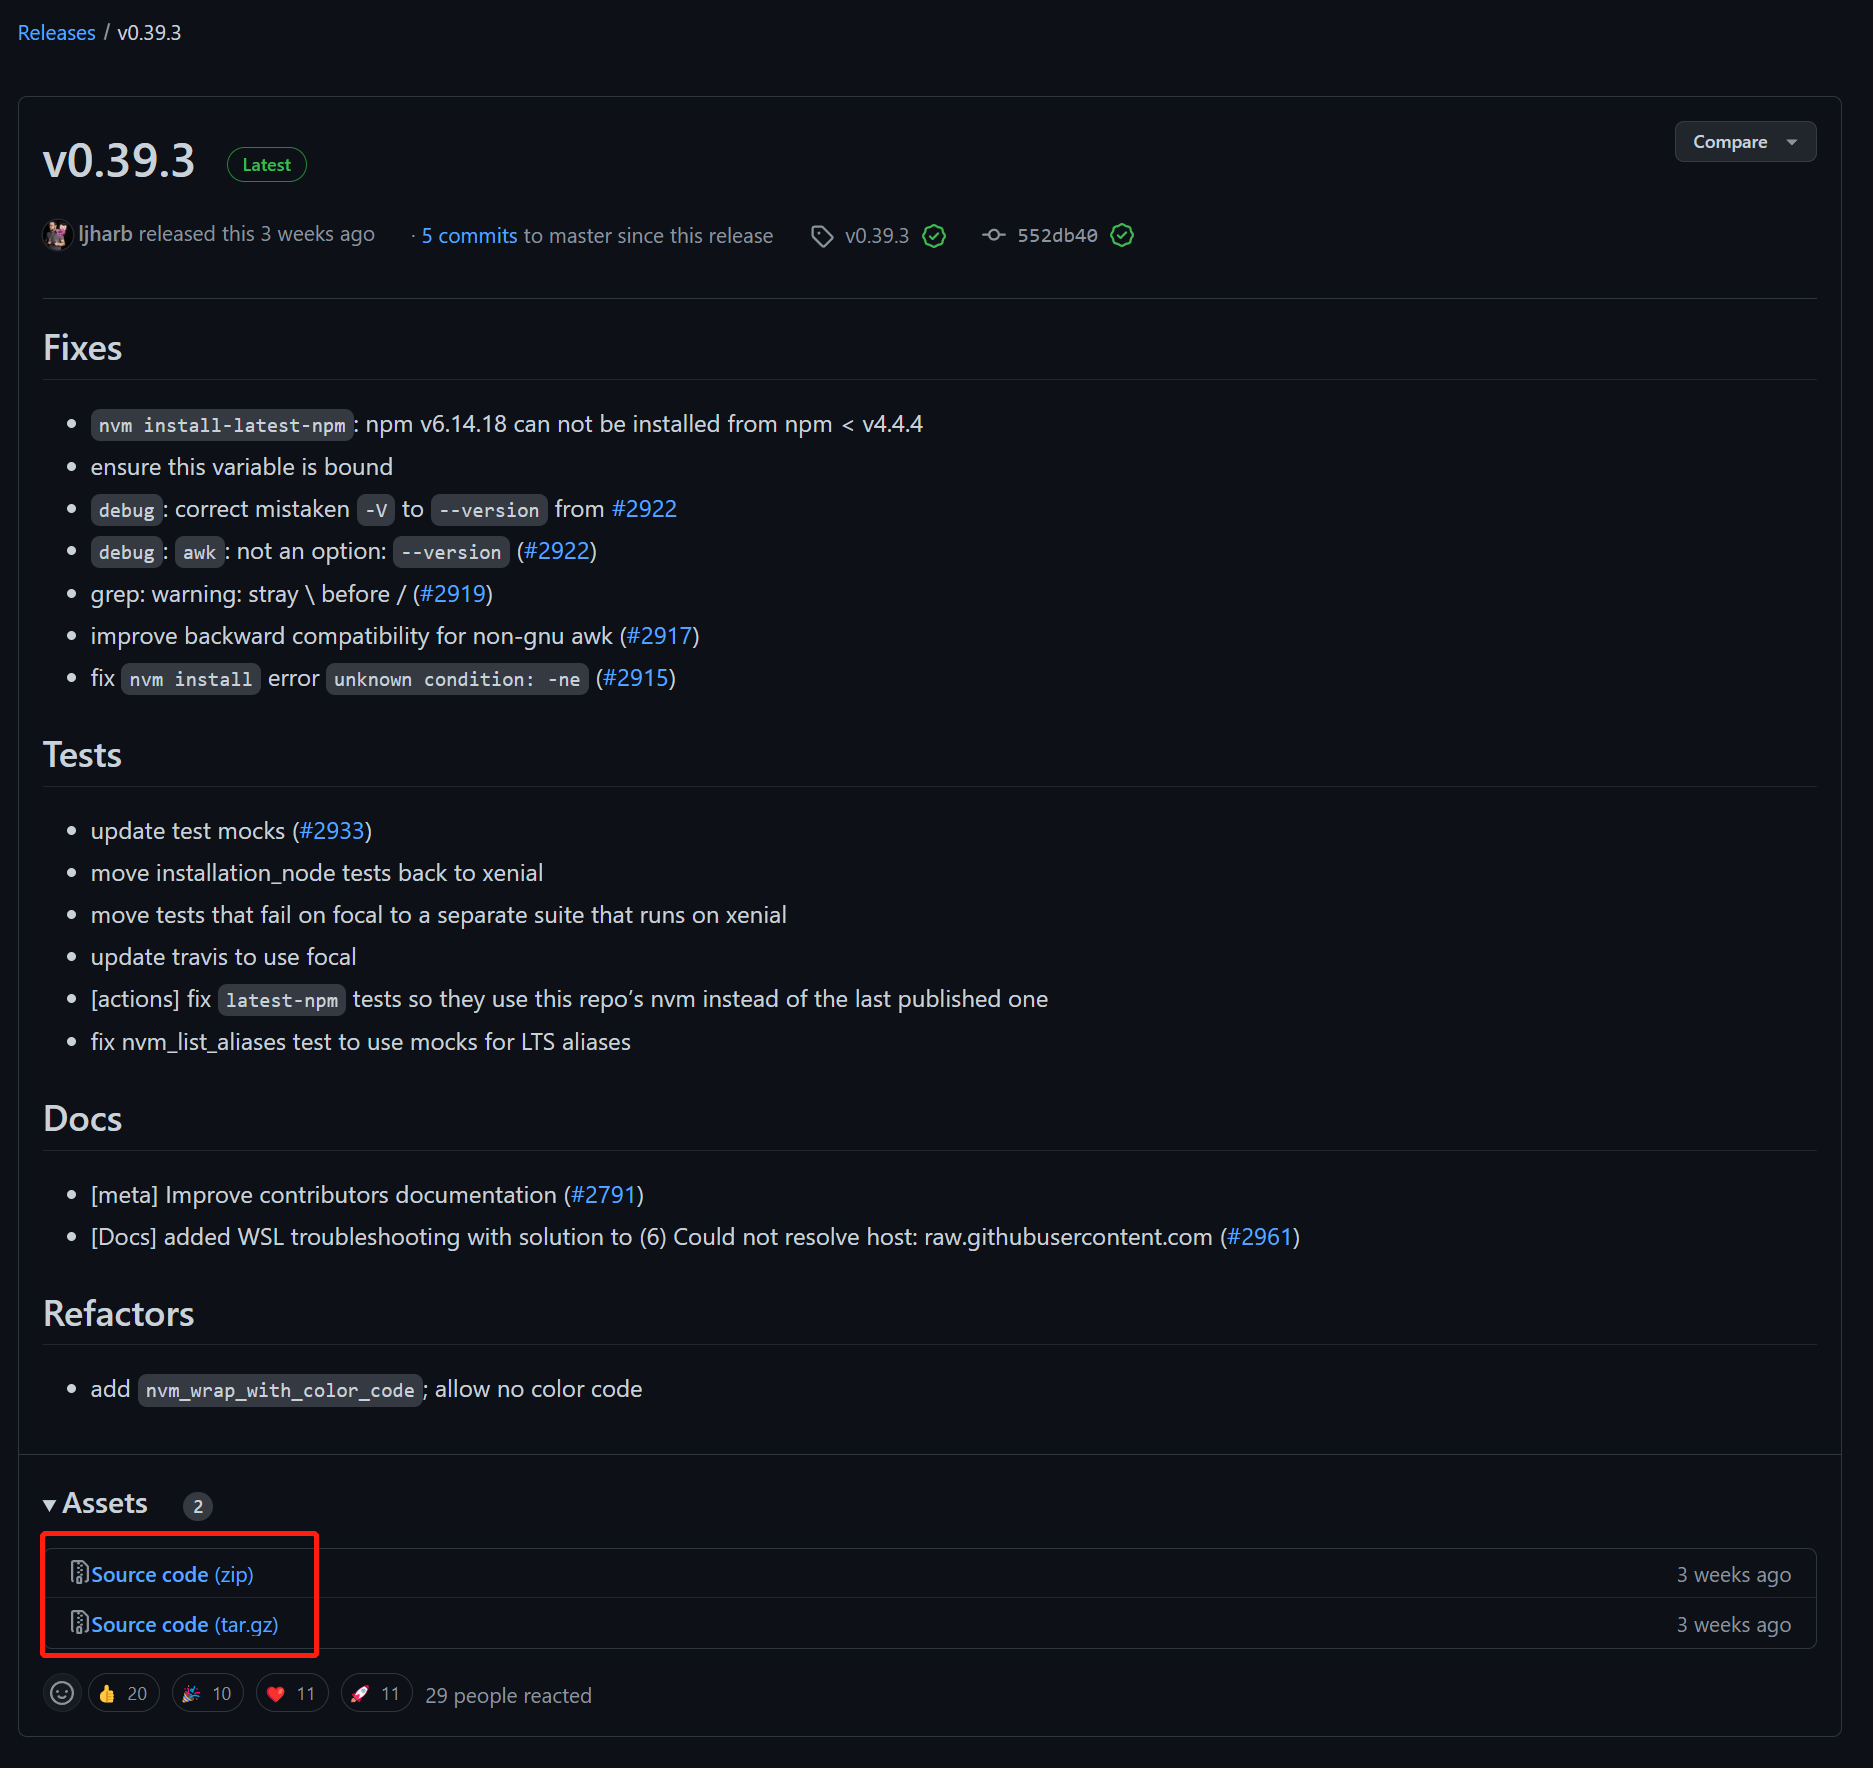 Releases / v0.39.3
v0.39.3 Latest
Compare
ljharb released this 3 weeks ago · 5 commits to master since this release v0.39.3 552db40
Fixes
nvm install-latest-npm: npm v6.14.18 can not be installed from npm < v4.4.4
ensure this variable is bound
debug: correct mistaken -V to --version from #2922
debug: awk: not an option: --version (#2922)
grep: warning: stray \ before / (#2919)
improve backward compatibility for non-gnu awk (#2917)
fix nvm install error unknown condition: -ne (#2915)
Tests
update test mocks (#2933)
move installation_node tests back to xenial
move tests that fail on focal to a separate suite that runs on xenial
update travis to use focal
[actions] fix latest-npm tests so they use this repo’s nvm instead of the last published one
fix nvm_list_aliases test to use mocks for LTS aliases
Docs
[meta] Improve contributors documentation (#2791)
[Docs] added WSL troubleshooting with solution to (6) Could not resolve host: raw.githubusercontent.com (#2961)
Refactors
add nvm_wrap_with_color_code; allow no color code
Assets 2
Source code (zip) 3 weeks ago
Source code (tar.gz) 3 weeks ago
👍 20 🎉 10 ❤️ 11 🚀 11 29 people reacted